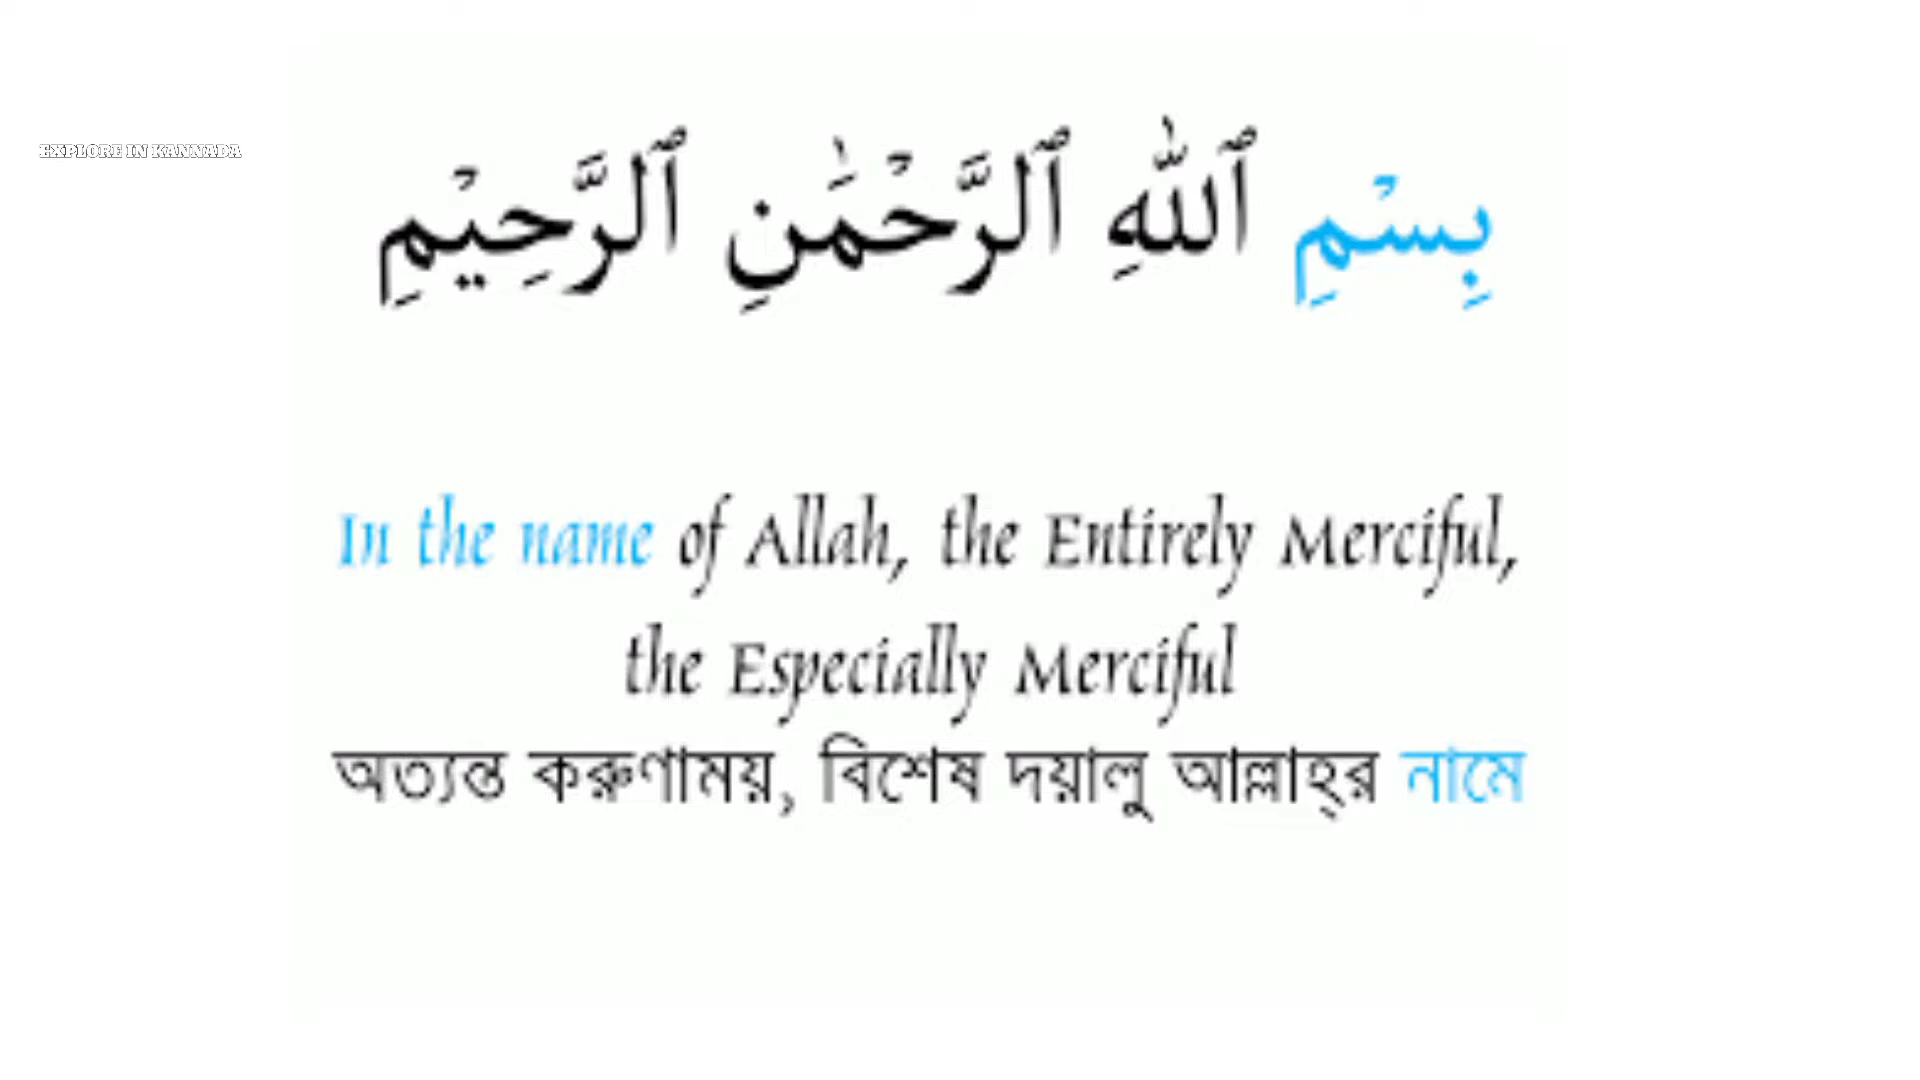 EXPLORE IN KANNADA
بِسْمِ ٱللَّهِ ٱلرَّحْمَٰنِ ٱلرَّحِيمِ
In the name of Allah, the Entirely Merciful,
the Especially Merciful
অত্যন্ত করুণাময়, বিশেষ দয়ালু আল্লাহ্‌র নামে